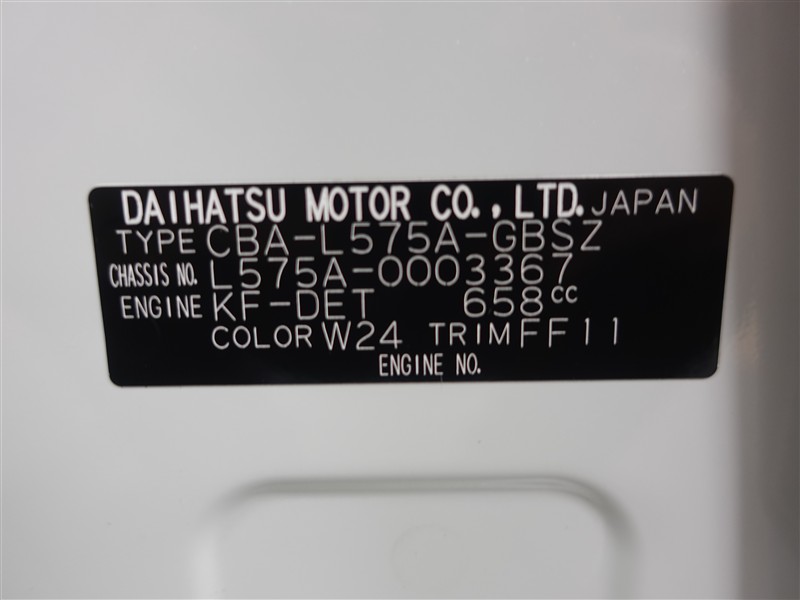 DAIHATSU MOTOR CO., LTD. JAPAN
TYPE CBA-L575A-GBSZ
CHASSIS NO. L575A-0003367
ENGINE KF-DET 658cc
COLOR W24 TRIM FF11
ENGINE NO.